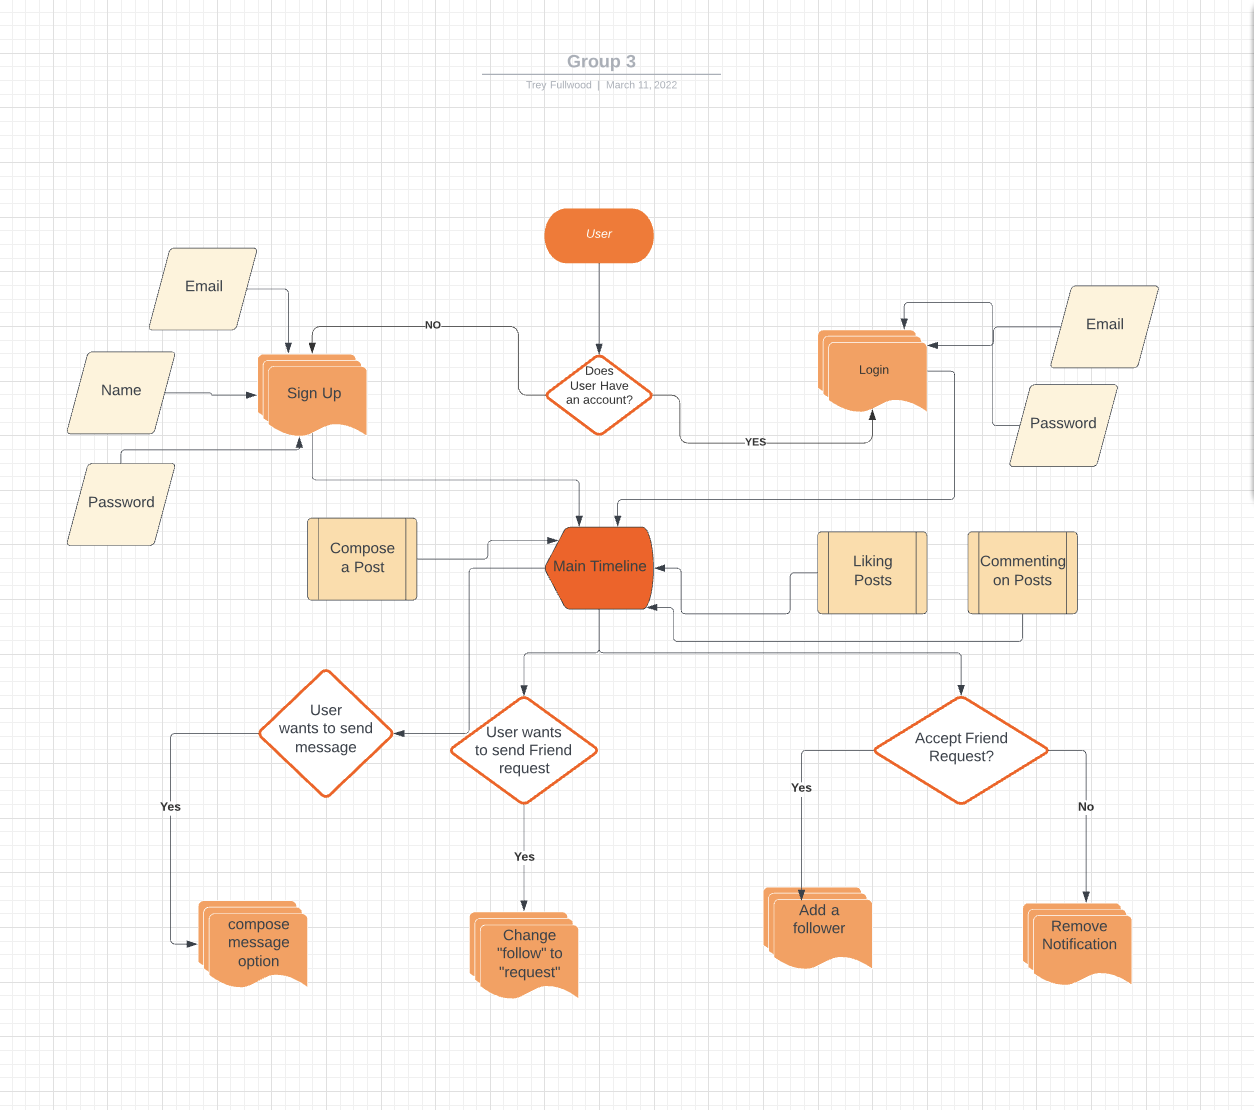 Group 3
Trey Fullwood | March 11, 2022
User
Email
NO
Email
Does
User Have
an account?
Login
Name
Sign Up
Password
YES
Password
Compose
a Post
Main Timeline
Liking
Posts
Commenting
on Posts
User
wants to send
message
User wants
to send Friend
request
Accept Friend
Request?
Yes
Yes
No
Yes
compose
message
option
Change
"follow" to
"request"
Add a
follower
Remove
Notification